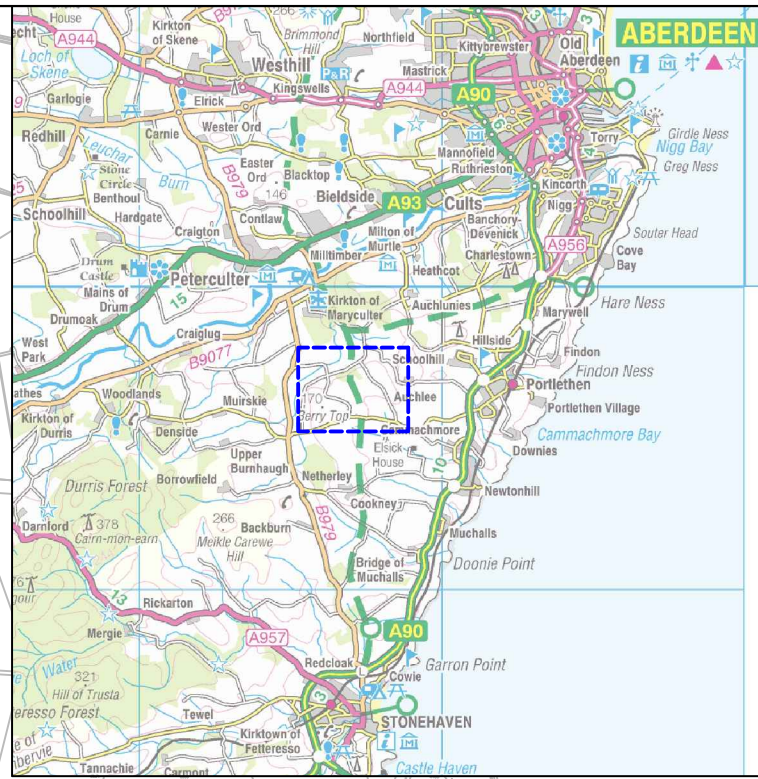 House
Kirkton
of Skene
266
Brimmond
Hill
Northfield
Kittybrewster
Old
Aberdeen
ABERDEEN
A944
Loch of
Skene
Westhill
P&R
Mastrick
A944
A90
Kingswells
Garlogie
Elrick
Carnie
Wester Ord
6
Torry
Girdle Ness
Nigg Bay
Greg Ness
Redhill
Leuchar
Burn
B979
Mannofield
Ruthrieston
Easter
Ord
146
Blacktop
Stone
Circle
Benthoul
Bieldside
A93
Cults
Kincorth
Nigg
Schoolhill
Hardgate
Contlaw
Craigton
Milton of
Murtle
Banchory-
Devenick
Souter Head
A956
Cove
Bay
Drum
Castle
Milltimber
Charlestown
Peterculter
Heathcot
Mains of
Drum
15
Kirkton of
Maryculter
Auchlunies
Hare Ness
Drumoak
Marywell
Craiglug
Hillside
West
Park
B9077
Schoolhill
Findon
Findon Ness
Portlethen
Woodlands
Muirskie
170
Berry Top
Auchlee
Portlethen Village
Kirkton of
Durris
Denside
Cammachmore
Cammachmore Bay
Downies
Upper
Burnhaugh
Elsick
House
10
Durris Forest
Borrowfield
Netherley
Newtonhill
Cookney
Darnford
378
Cairn-mon-earn
266
Meikle Carewe
Hill
Backburn
B979
Muchalls
Doonie Point
Bridge of
Muchalls
13
Rickarton
Mergie
A957
A90
Redcloak
Garron Point
Cowie
Water
321
Hill of Trusta
Tewel
3
STONEHAVEN
Kirktown of
Fetteresso
Tannachie
Carmont
Castle Haven